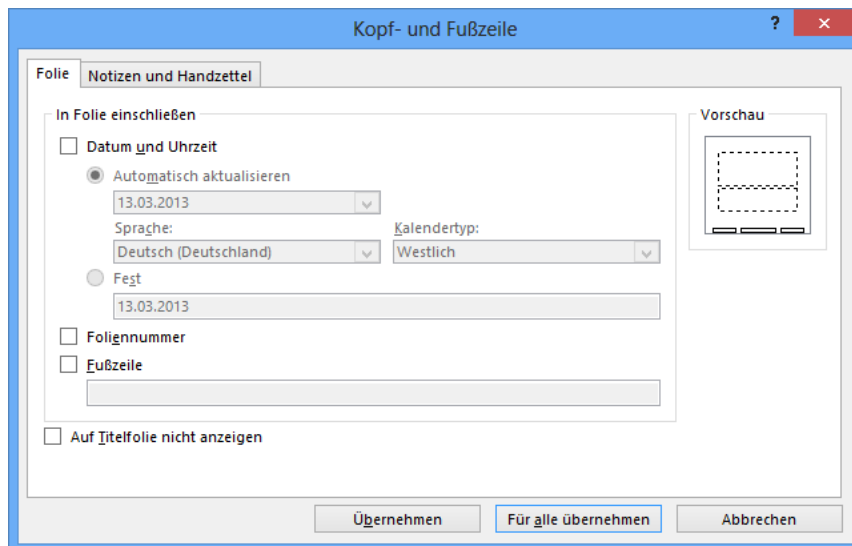 Kopf- und Fußzeile
?
Folie
Notizen und Handzettel
In Folie einschließen
Vorschau
Datum und Uhrzeit
Automatisch aktualisieren
13.03.2013
Sprache: Kalendertyp:
Deutsch (Deutschland) Westlich
Fest
13.03.2013
Foliennummer
Fußzeile
Auf Titelfolie nicht anzeigen
Übernehmen Für alle übernehmen Abbrechen